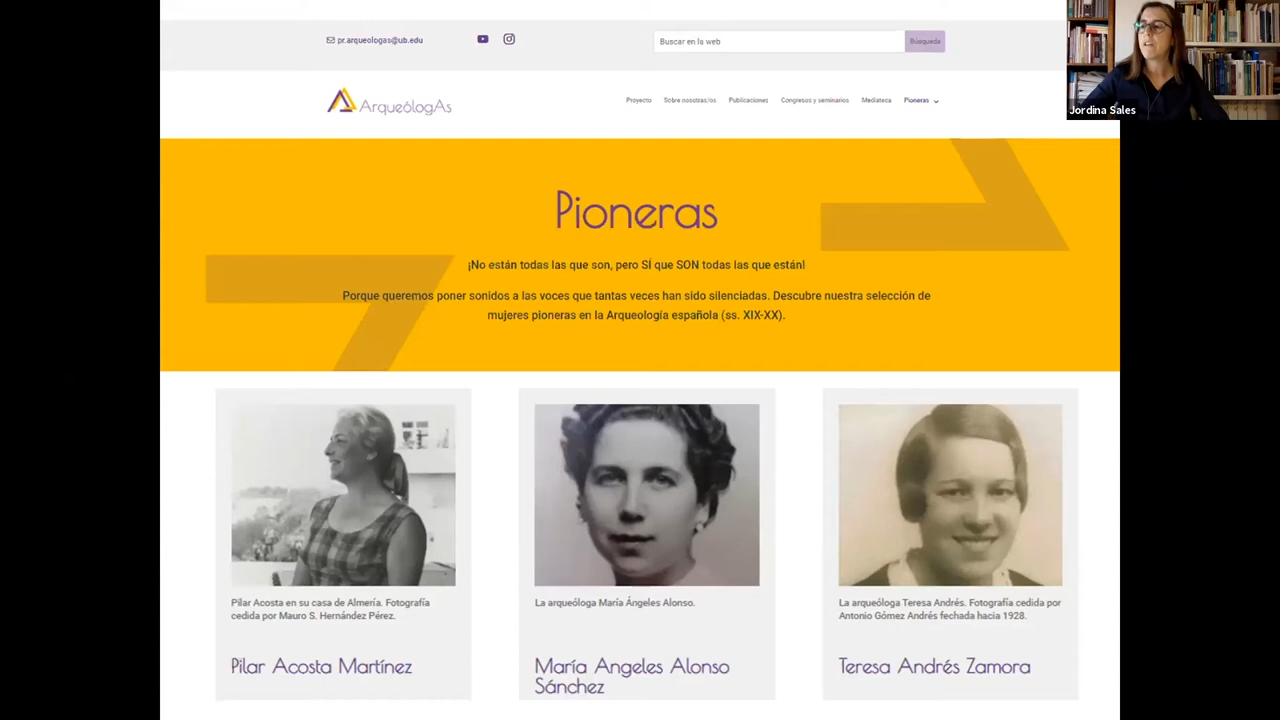 pr.arqueologas@ub.edu
Buscar en la web
Búsqueda
Jordina Sales
ArqueólogAs
Proyecto Sobre nosotras/os Publicaciones Congresos y seminarios Mediateca Pioneras
Pioneras
¡No están todas las que son, pero SÍ que SON todas las que están!
Porque queremos poner sonidos a las voces que tantas veces han sido silenciadas. Descubre nuestra selección de
mujeres pioneras en la Arqueología española (ss. XIX-XX).
Pilar Acosta en su casa de Almería. Fotografía
cedida por Mauro S. Hernández Pérez.
Pilar Acosta Martínez
La arqueóloga María Ángeles Alonso.
María Angeles Alonso
Sánchez
La arqueóloga Teresa Andrés. Fotografía cedida por
Antonio Gómez Andrés fechada hacia 1928.
Teresa Andrés Zamora